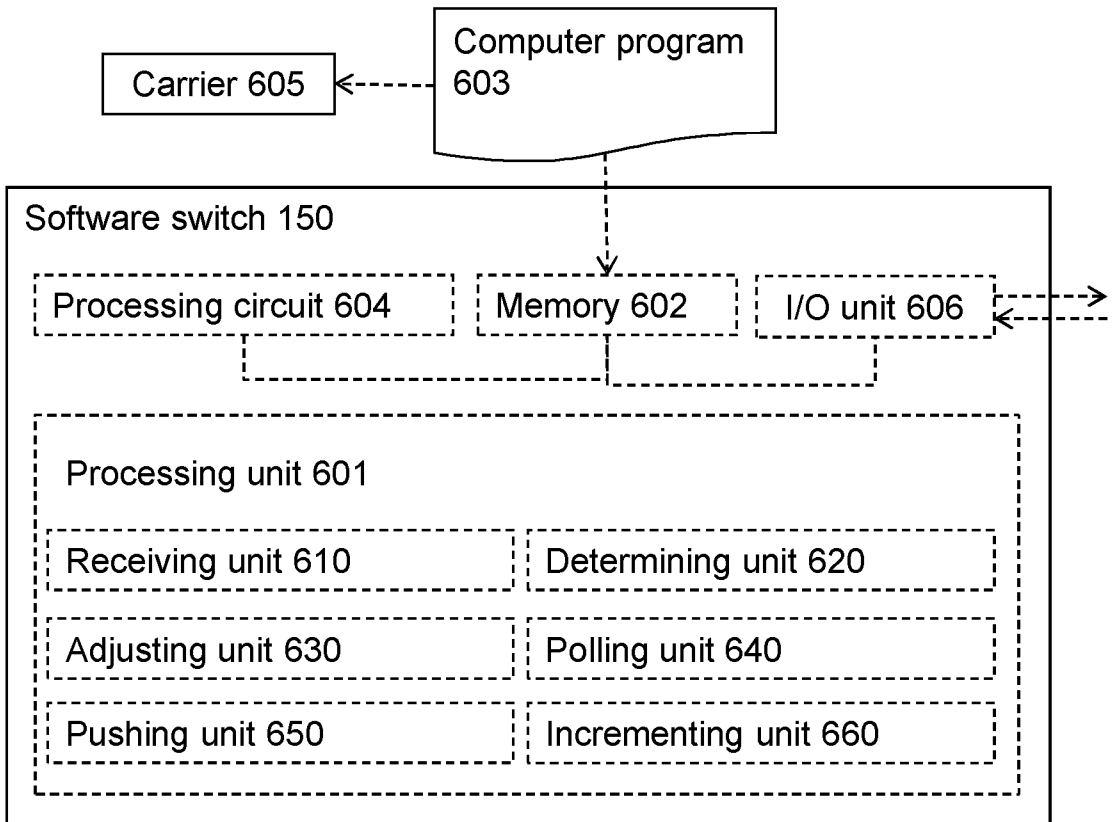 Computer program
603
Carrier 605
Software switch 150
Processing circuit 604
Memory 602
I/O unit 606
Processing unit 601
Receiving unit 610
Determining unit 620
Adjusting unit 630
Polling unit 640
Pushing unit 650
Incrementing unit 660